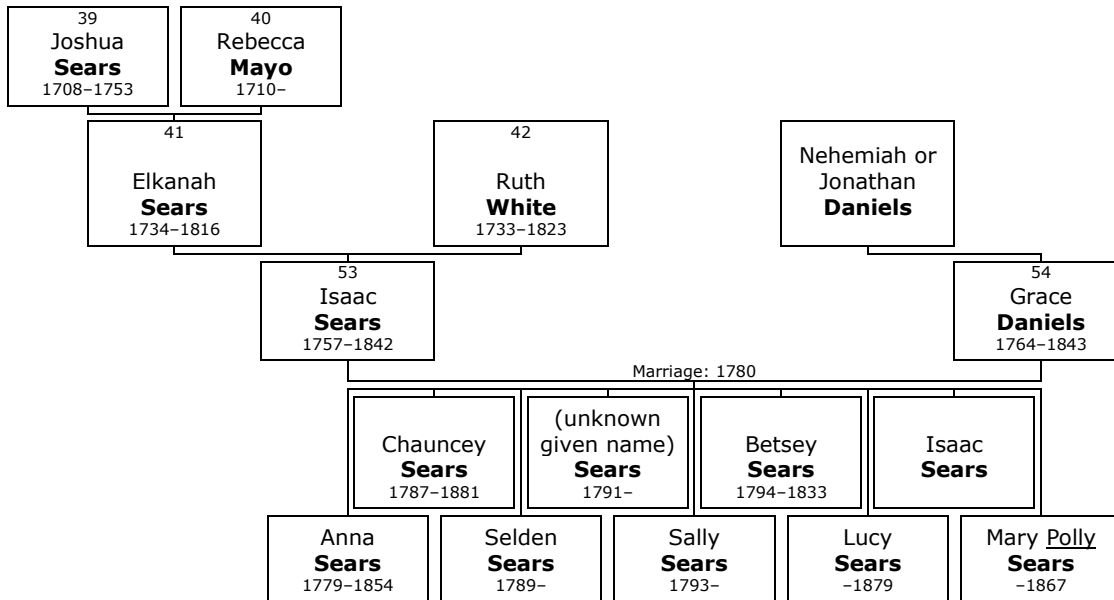 39
Joshua
Sears
1708–1753
40
Rebecca
Mayo
1710–
41
Elkanah
Sears
1734–1816
42
Ruth
White
1733–1823
Nehemiah or
Jonathan
Daniels
53
Isaac
Sears
1757–1842
54
Grace
Daniels
1764–1843
Marriage: 1780
Chauncey
Sears
1787–1881
(unknown
given name)
Sears
1791–
Betsey
Sears
1794–1833
Isaac
Sears
Anna
Sears
1779–1854
Selden
Sears
1789–
Sally
Sears
1793–
Lucy
Sears
–1879
Mary Polly
Sears
–1867